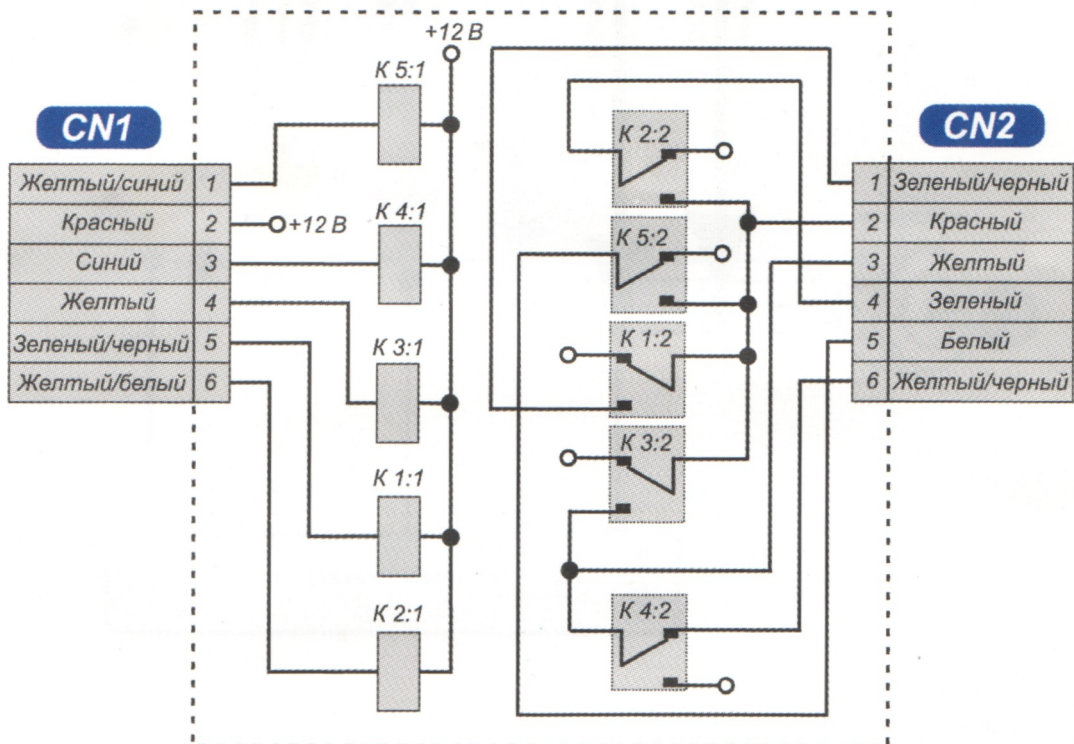 +12 В
К 5:1
CN1
Желтый/синий 1
Красный 2
+12 В
Синий 3
Желтый 4
Зеленый/черный 5
Желтый/белый 6
К 4:1
К 3:1
К 1:1
К 2:1
К 2:2
К 5:2
К 1:2
К 3:2
К 4:2
CN2
1 Зеленый/черный
2 Красный
3 Желтый
4 Зеленый
5 Белый
6 Желтый/черный